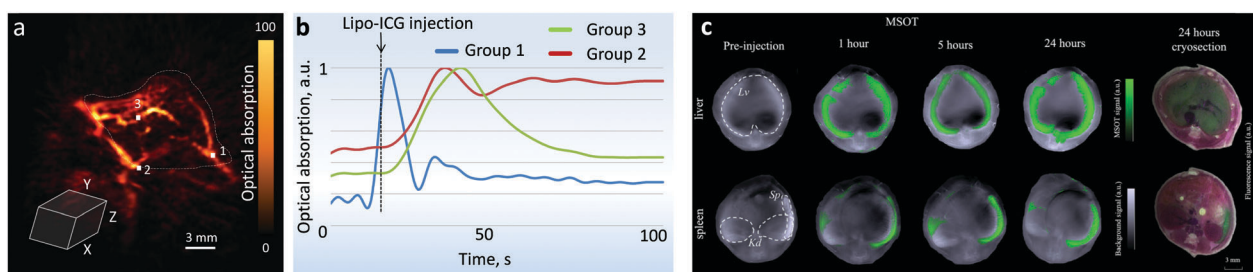 a
100
Optical absorption
0
3
1
2
Y
Z
X
3 mm
b
Lipo-ICG injection
Group 1
Group 3
Group 2
1
Optical absorption, a.u.
0
50
100
Time, s
c
MSOT
Pre-injection
1 hour
5 hours
24 hours
24 hours
cryosection
liver
Lv
MSOT signal (a.u.)
Fluorescence signal (a.u.)
spleen
Sp
Kd
Background signal (a.u.)
3 mm